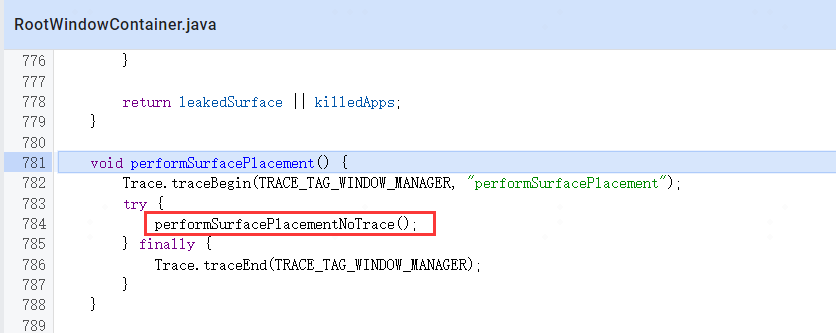 RootWindowContainer.java
776 }
777
778 return leakedSurface || killedApps;
779 }
780
781 void performSurfacePlacement() {
782 Trace.traceBegin(TRACE_TAG_WINDOW_MANAGER, "performSurfacePlacement");
783 try {
784 performSurfacePlacementNoTrace();
785 } finally {
786 Trace.traceEnd(TRACE_TAG_WINDOW_MANAGER);
787 }
788 }
789